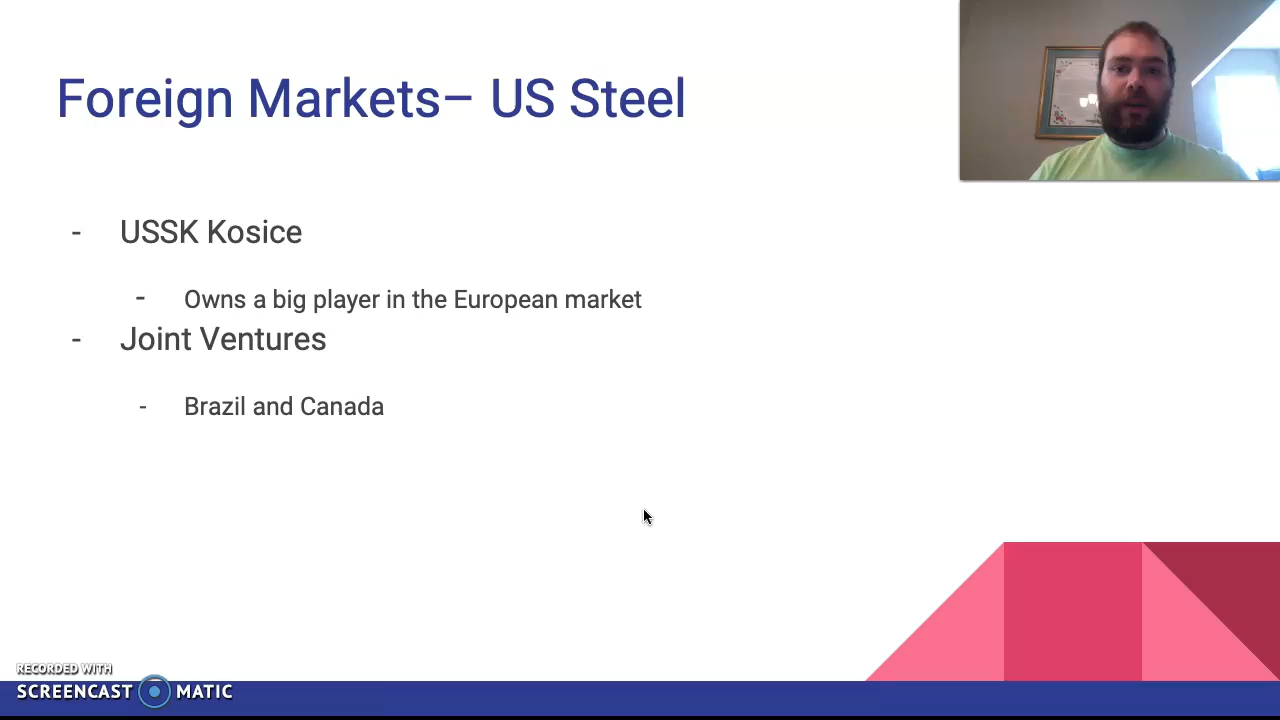 Foreign Markets– US Steel
- USSK Kosice
- Owns a big player in the European market
- Joint Ventures
- Brazil and Canada
RECORDED WITH
SCREENCAST MATIC